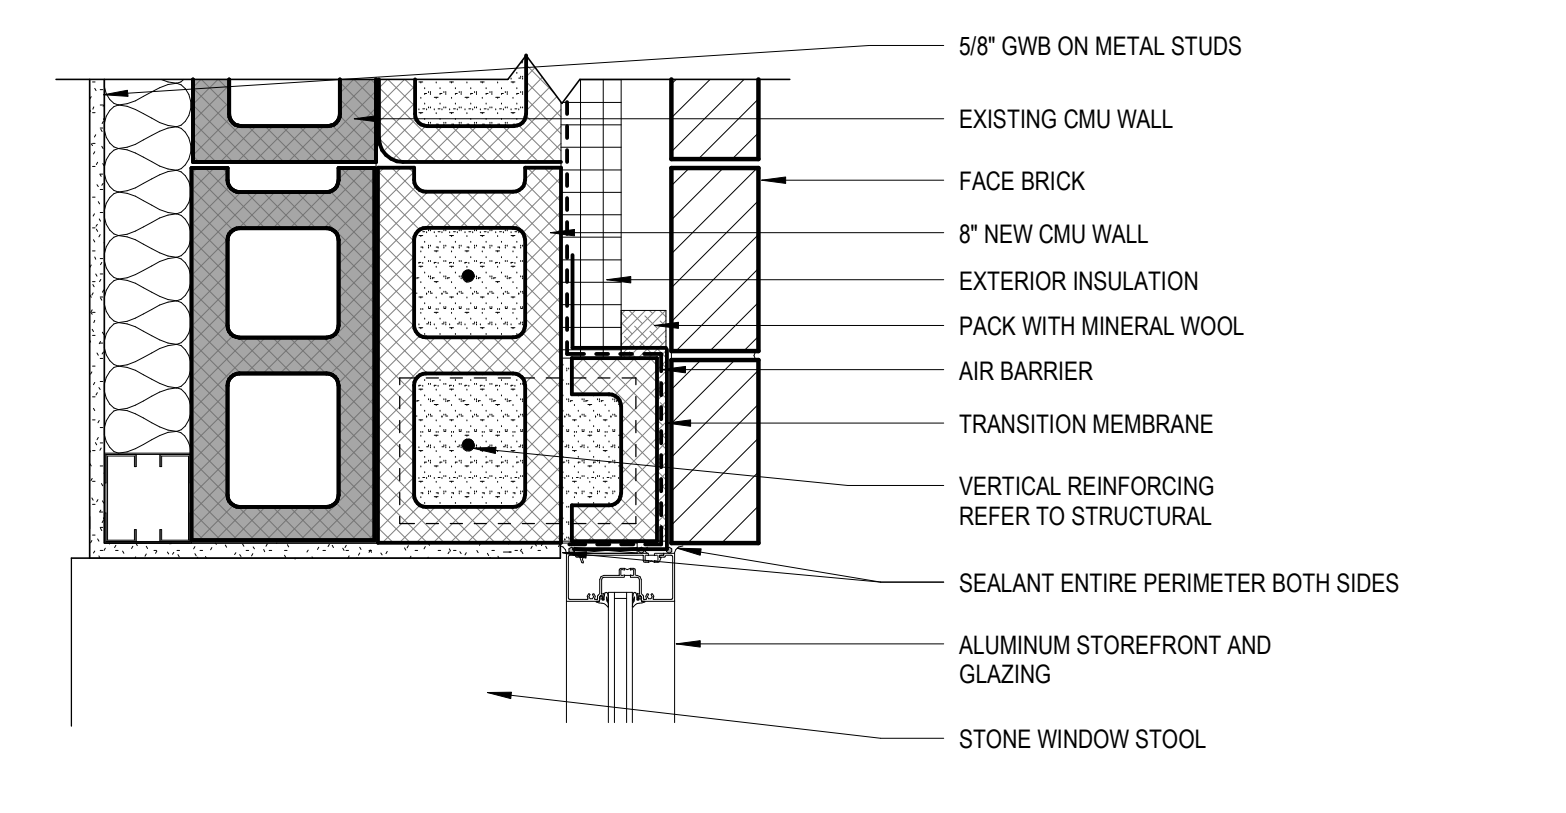 5/8" GWB ON METAL STUDS
EXISTING CMU WALL
FACE BRICK
8" NEW CMU WALL
EXTERIOR INSULATION
PACK WITH MINERAL WOOL
AIR BARRIER
TRANSITION MEMBRANE
VERTICAL REINFORCING
REFER TO STRUCTURAL
SEALANT ENTIRE PERIMETER BOTH SIDES
ALUMINUM STOREFRONT AND
GLAZING
STONE WINDOW STOOL